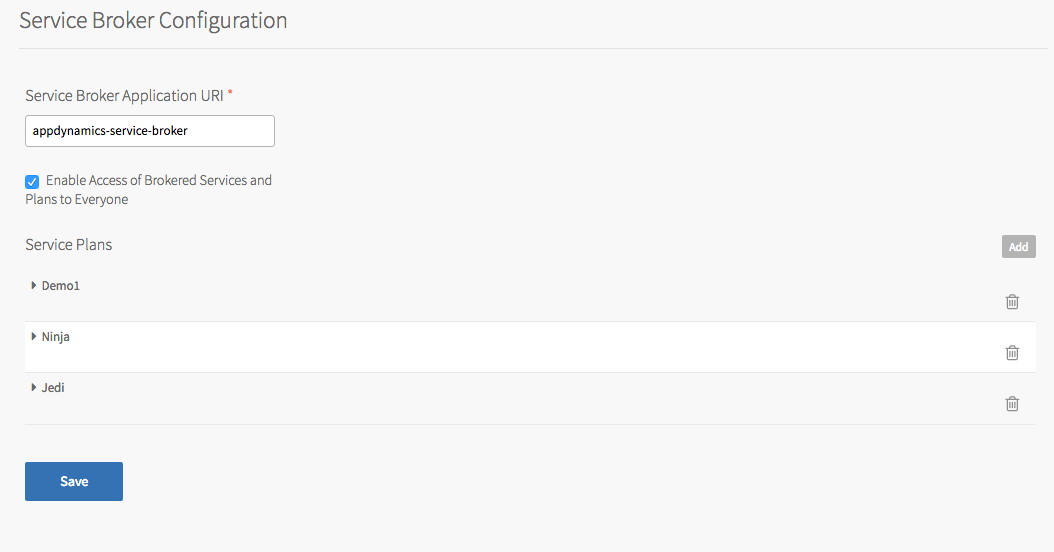 Service Broker Configuration
Service Broker Application URI *
appdynamics-service-broker
Enable Access of Brokered Services and
Plans to Everyone
Service Plans
Add
Demo1
Ninja
Jedi
Save